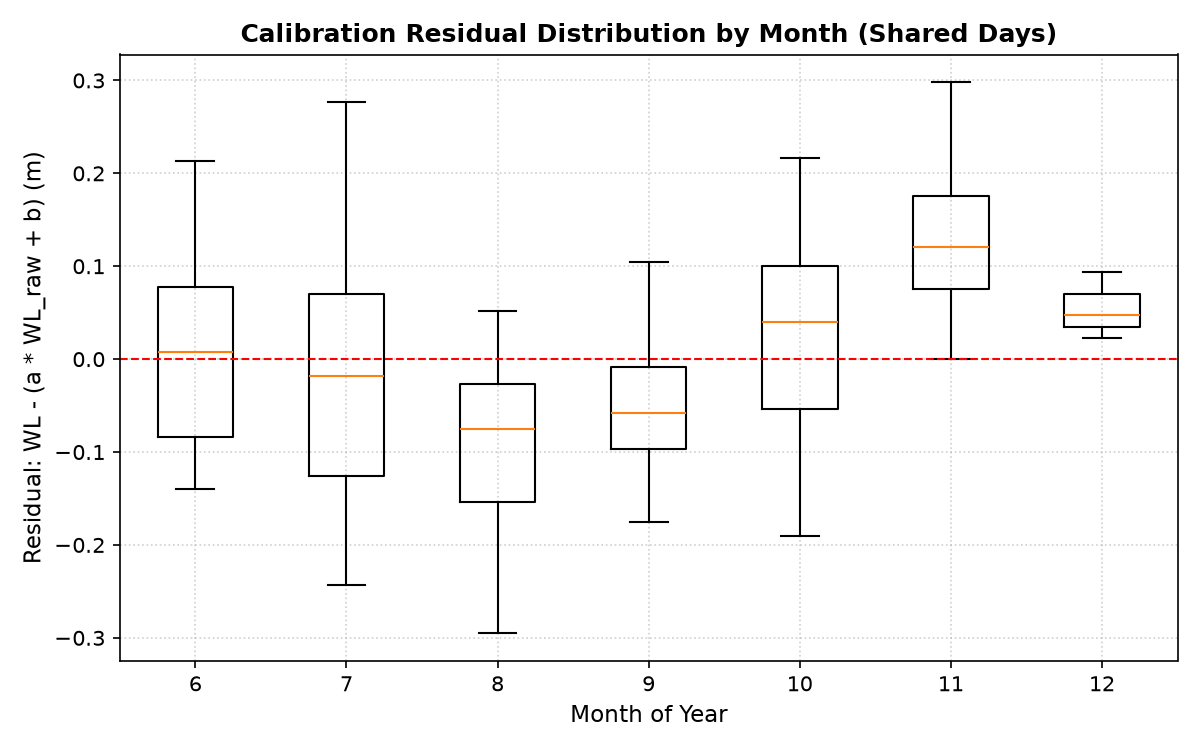 Calibration Residual Distribution by Month (Shared Days)
Residual: WL - (a * WL_raw + b) (m)
0.3
0.2
0.1
0.0
−0.1
−0.2
−0.3
6 7 8 9 10 11 12
Month of Year